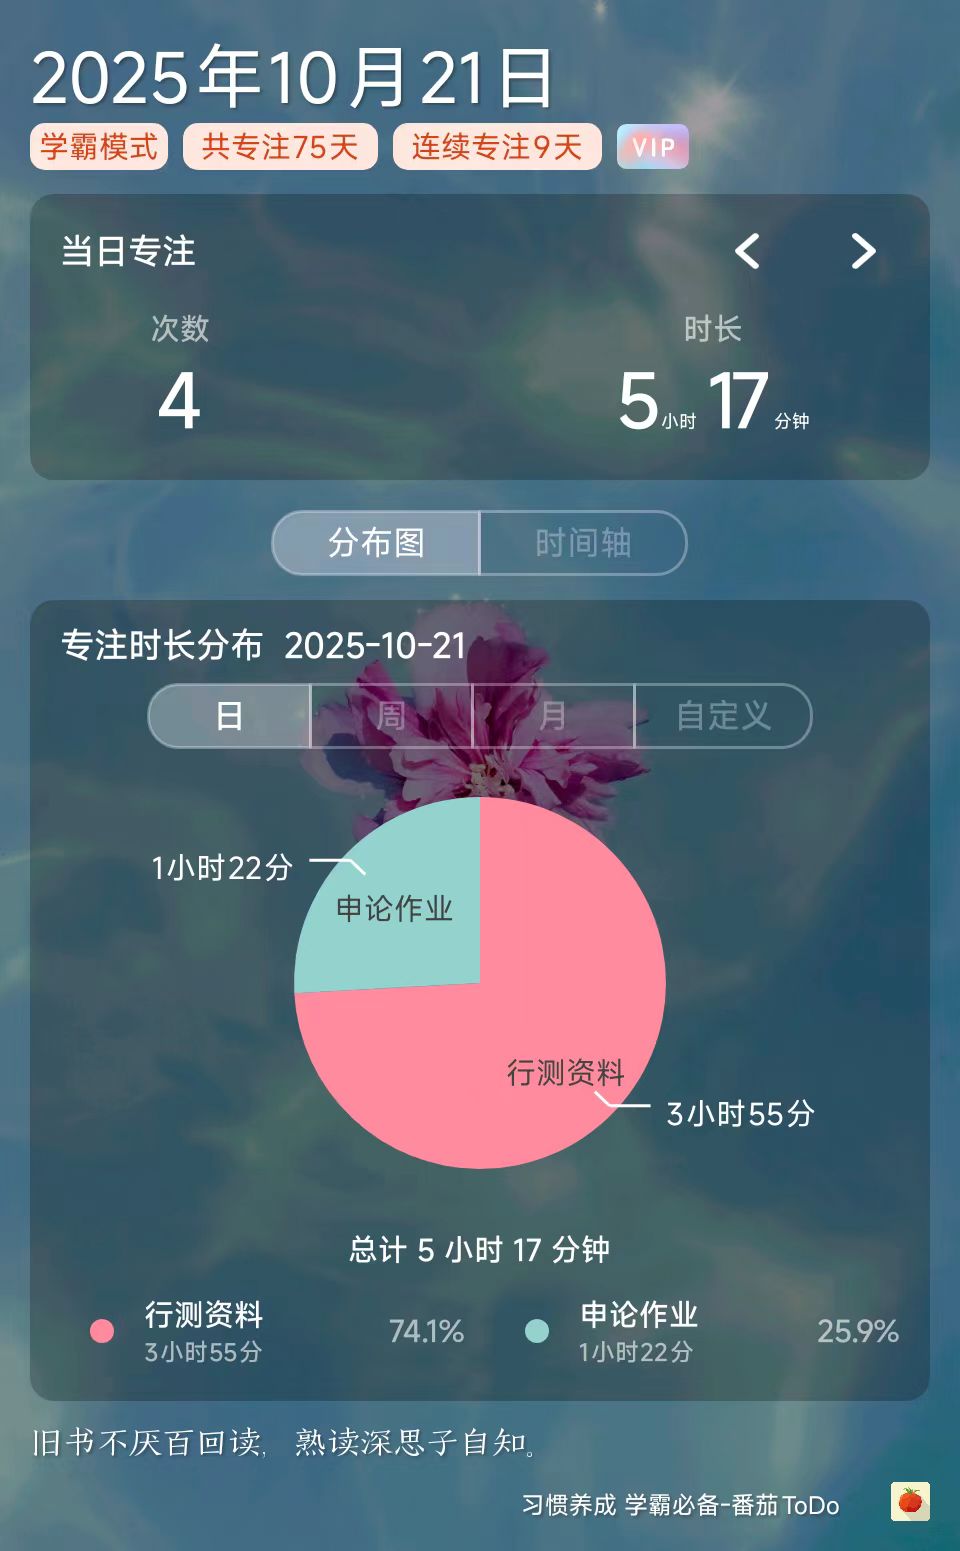 2025年10月21日
学霸模式 共专注75天 连续专注9天 VIP
当日专注
次数 时长
4 5小时17分钟
分布图 时间轴
专注时长分布 2025-10-21
日 周 月 自定义
1小时22分
申论作业
行测资料
3小时55分
总计 5 小时 17 分钟
行测资料 74.1% 申论作业 25.9%
3小时55分 1小时22分
旧书不厌百回读，熟读深思子自知。
习惯养成 学霸必备-番茄ToDo